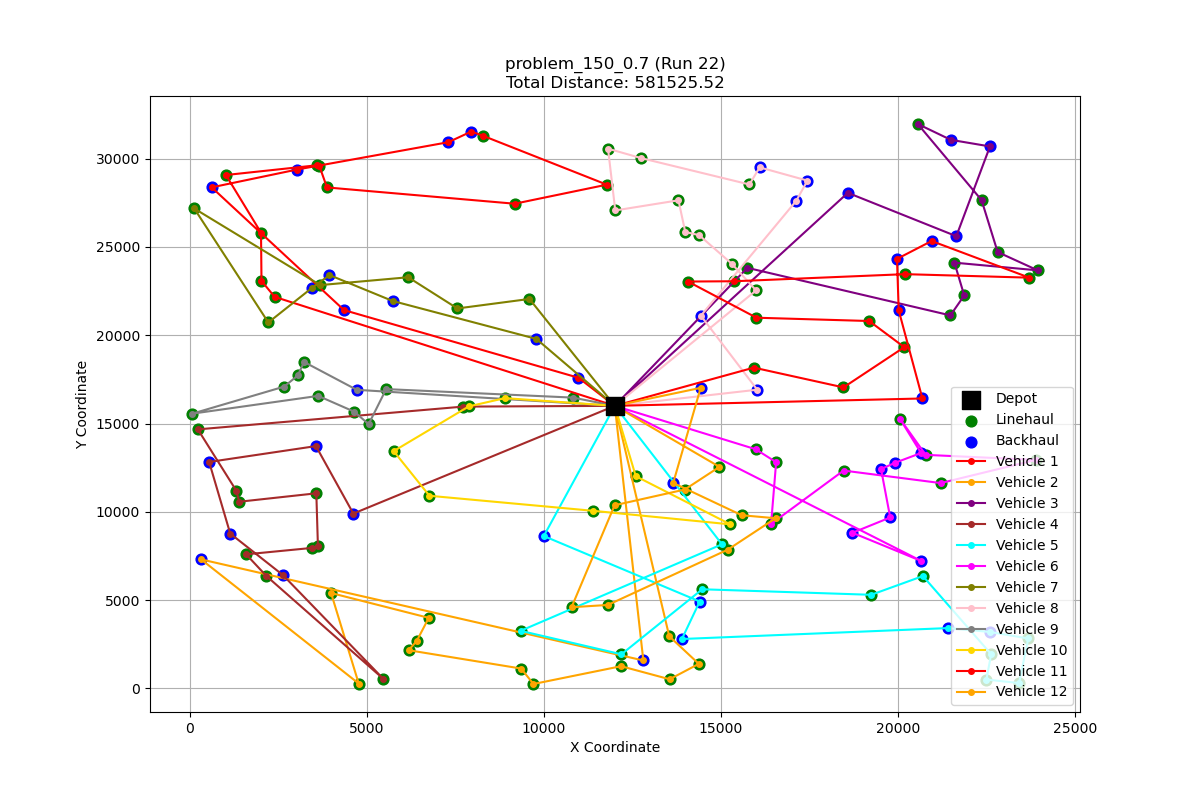 problem_150_0.7 (Run 22)
Total Distance: 581525.52
Y Coordinate
30000
25000
20000
15000
10000
5000
0
0 5000 10000 15000 20000 25000
X Coordinate
Depot
Linehaul
Backhaul
Vehicle 1
Vehicle 2
Vehicle 3
Vehicle 4
Vehicle 5
Vehicle 6
Vehicle 7
Vehicle 8
Vehicle 9
Vehicle 10
Vehicle 11
Vehicle 12